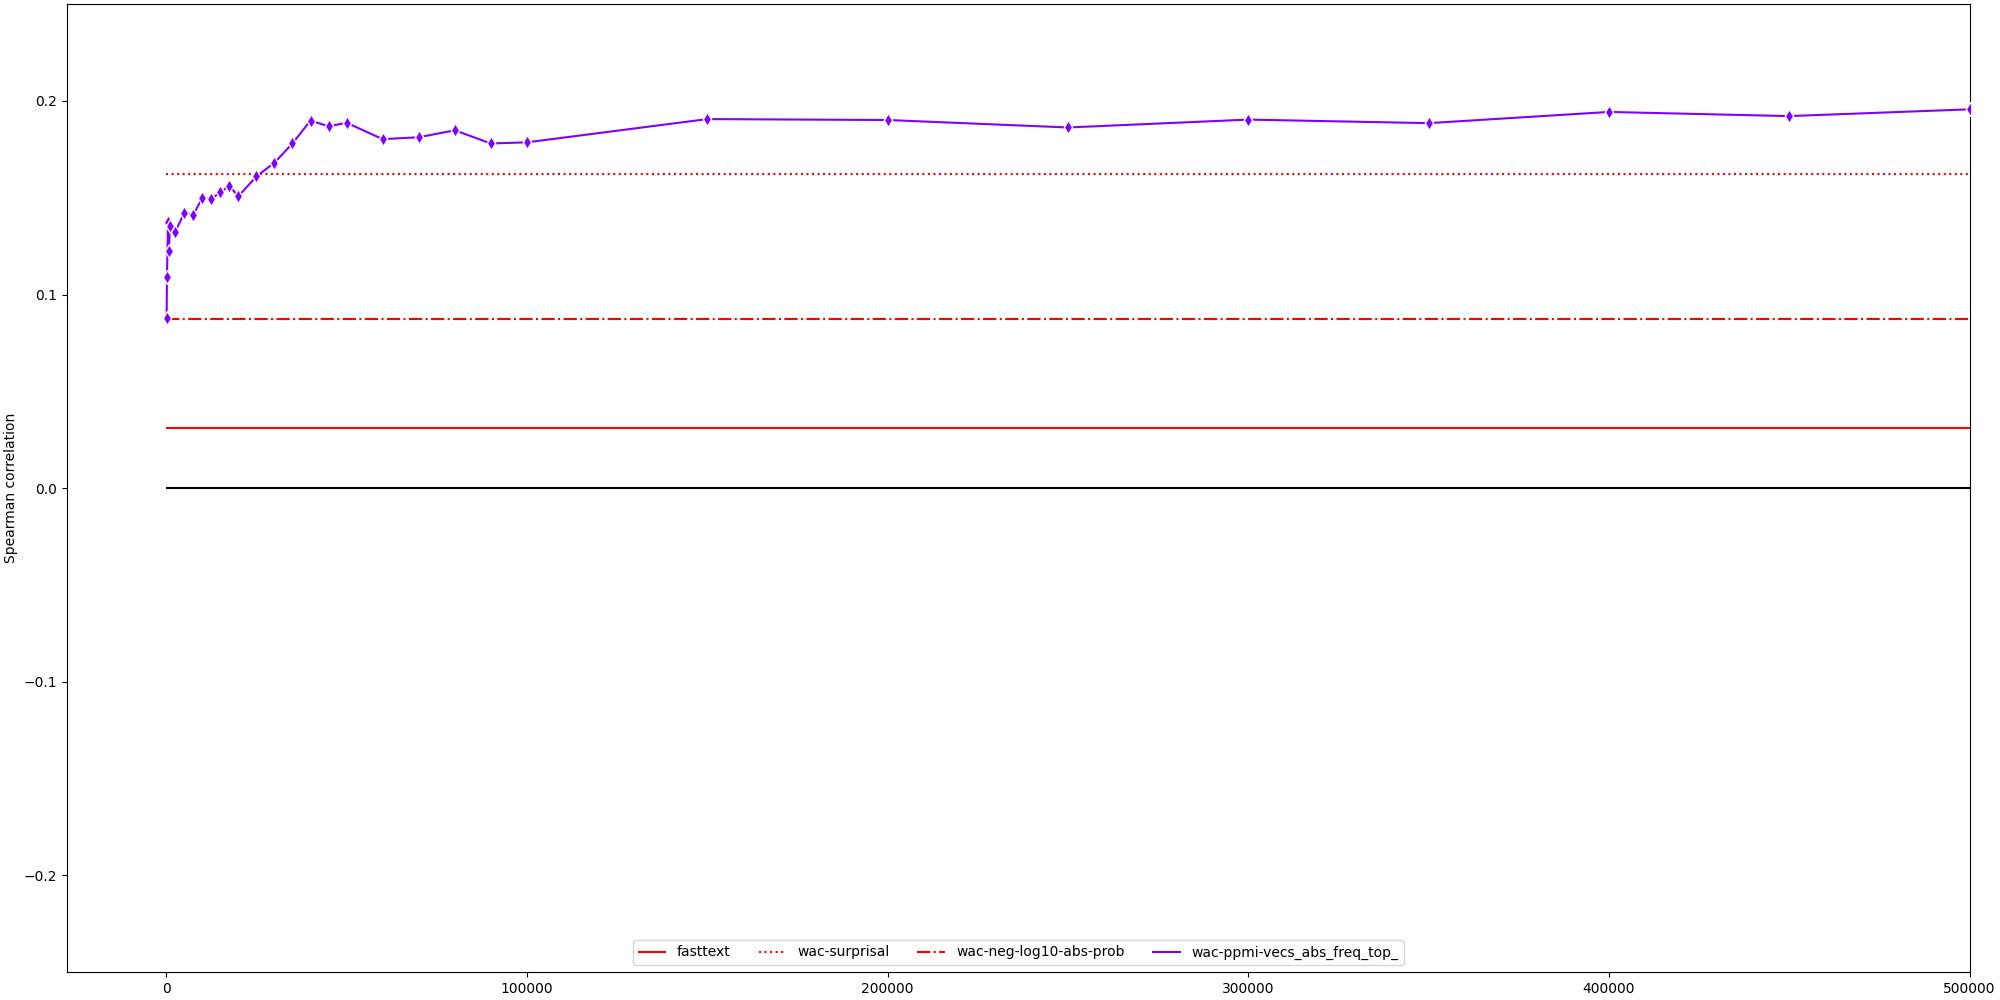 0.2
0.1
0.0
−0.1
−0.2
Spearman correlation
fasttext wac-surprisal wac-neg-log10-abs-prob wac-ppmi-vecs_abs_freq_top_
0 100000 200000 300000 400000 500000